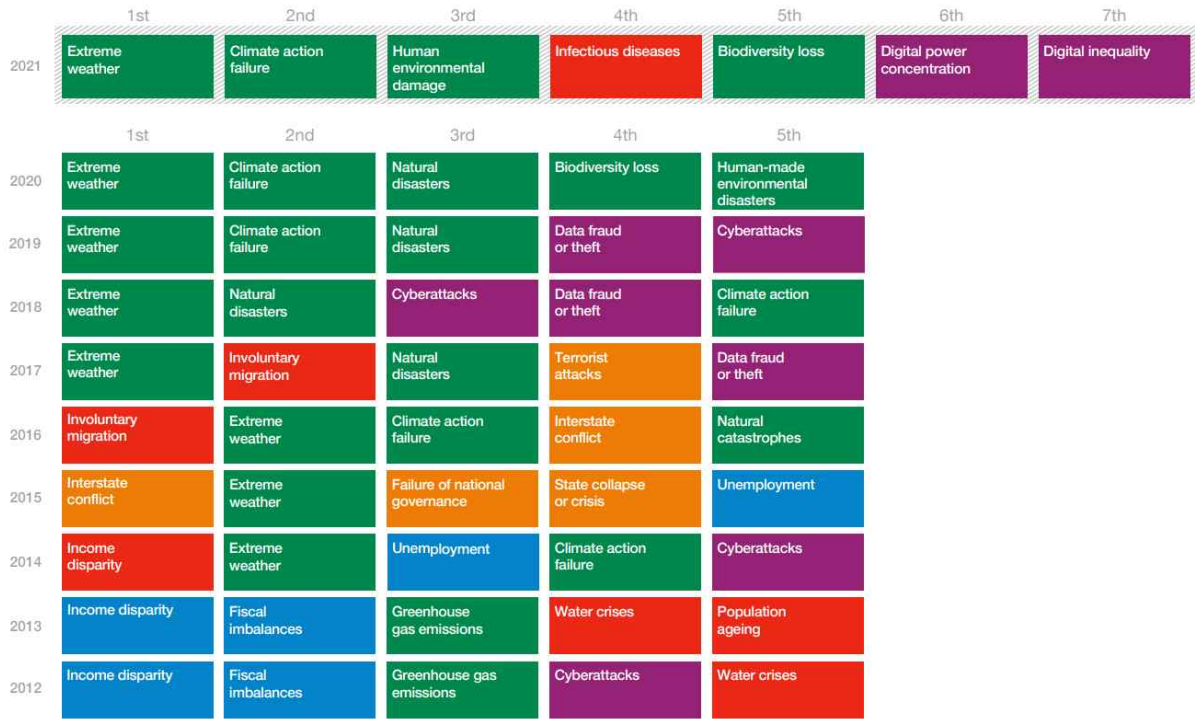 1st 2nd 3rd 4th 5th 6th 7th
2021
Extreme
weather
Climate action
failure
Human
environmental
damage
Infectious diseases
Biodiversity loss
Digital power
concentration
Digital inequality
1st 2nd 3rd 4th 5th
2020
Extreme
weather
Climate action
failure
Natural
disasters
Biodiversity loss
Human-made
environmental
disasters
2019
Extreme
weather
Climate action
failure
Natural
disasters
Data fraud
or theft
Cyberattacks
2018
Extreme
weather
Natural
disasters
Cyberattacks
Data fraud
or theft
Climate action
failure
2017
Extreme
weather
Involuntary
migration
Natural
disasters
Terrorist
attacks
Data fraud
or theft
2016
Involuntary
migration
Extreme
weather
Climate action
failure
Interstate
conflict
Natural
catastrophes
2015
Interstate
conflict
Extreme
weather
Failure of national
governance
State collapse
or crisis
Unemployment
2014
Income
disparity
Extreme
weather
Unemployment
Climate action
failure
Cyberattacks
2013
Income disparity
Fiscal
imbalances
Greenhouse
gas emissions
Water crises
Population
ageing
2012
Income disparity
Fiscal
imbalances
Greenhouse gas
emissions
Cyberattacks
Water crises